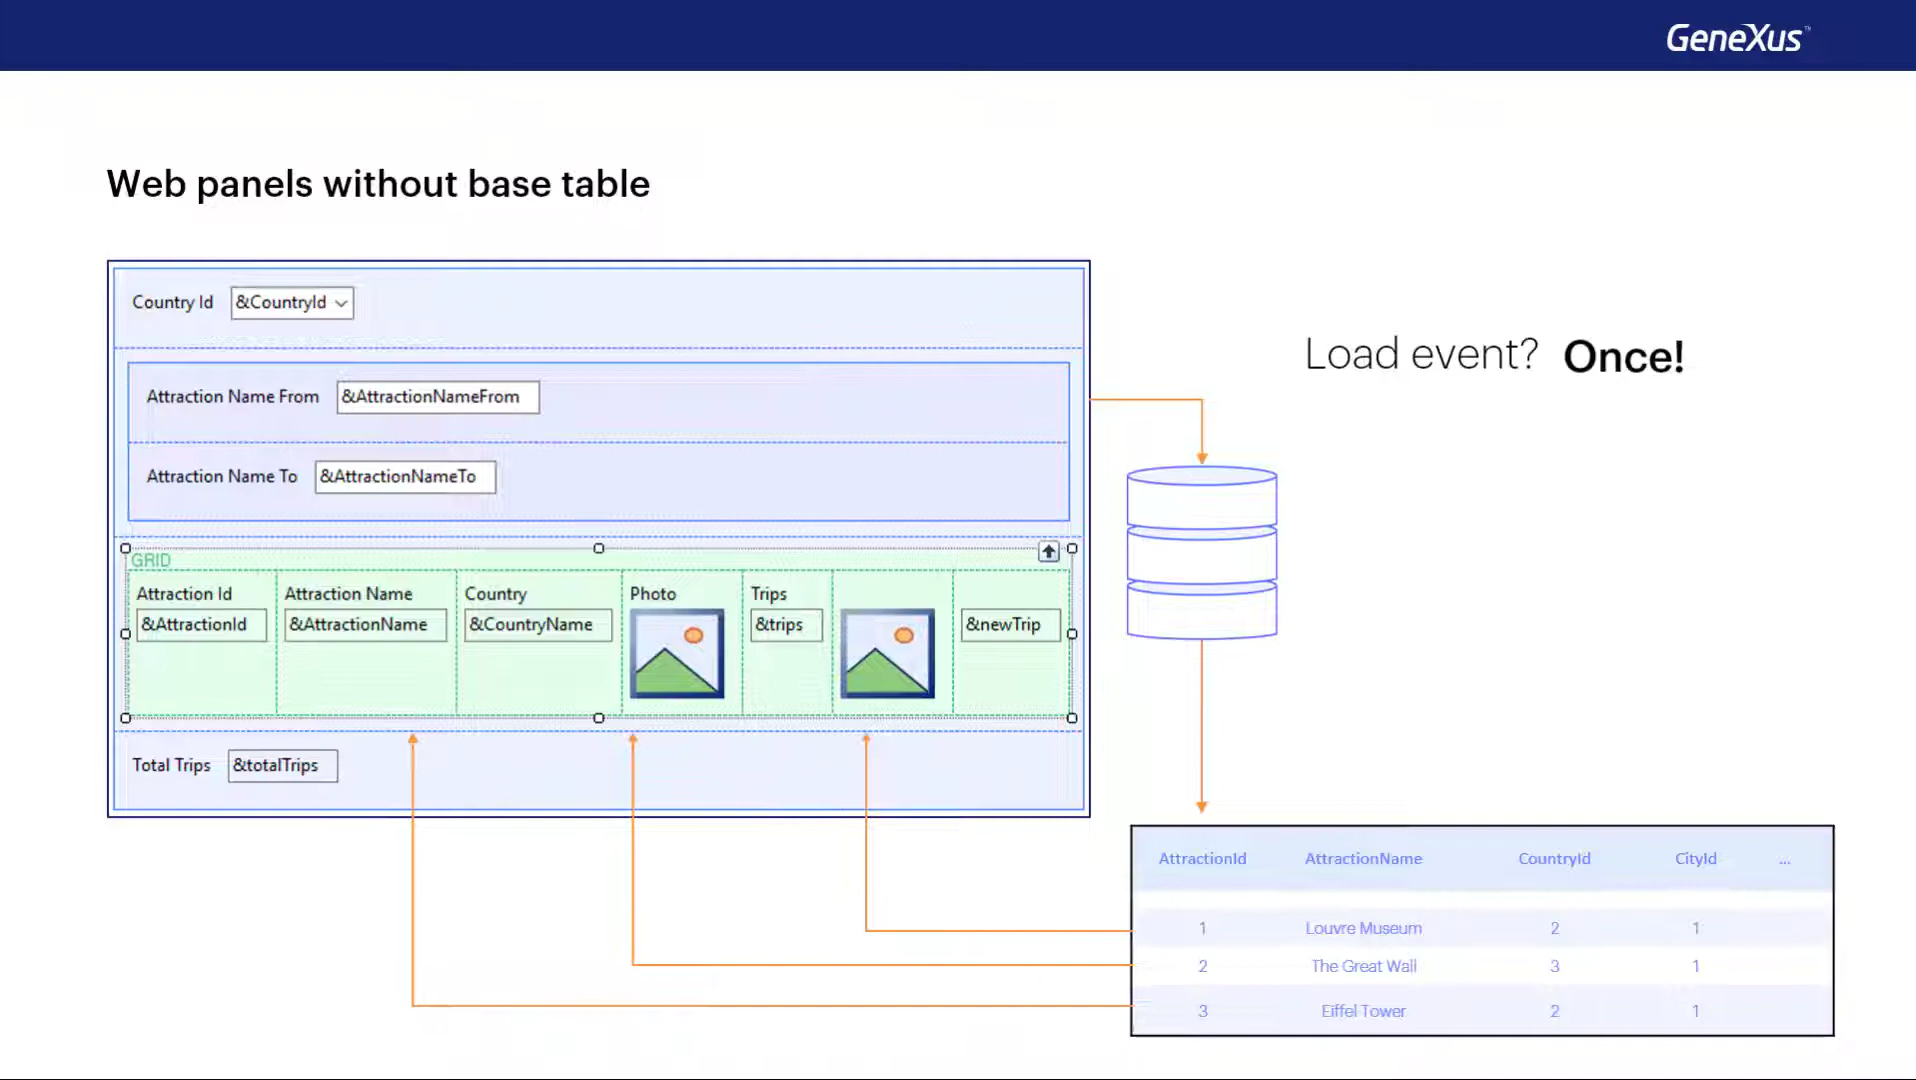 GeneXus™
Web panels without base table
Country Id &CountryId
Load event? Once!
Attraction Name From &AttractionNameFrom
Attraction Name To &AttractionNameTo
GRID
Attraction Id Attraction Name Country Photo Trips
&AttractionId &AttractionName &CountryName &trips &newTrip
Total Trips &totalTrips
AttractionId AttractionName CountryId CityId ...
1 Louvre Museum 2 1
2 The Great Wall 3 1
3 Eiffel Tower 2 1